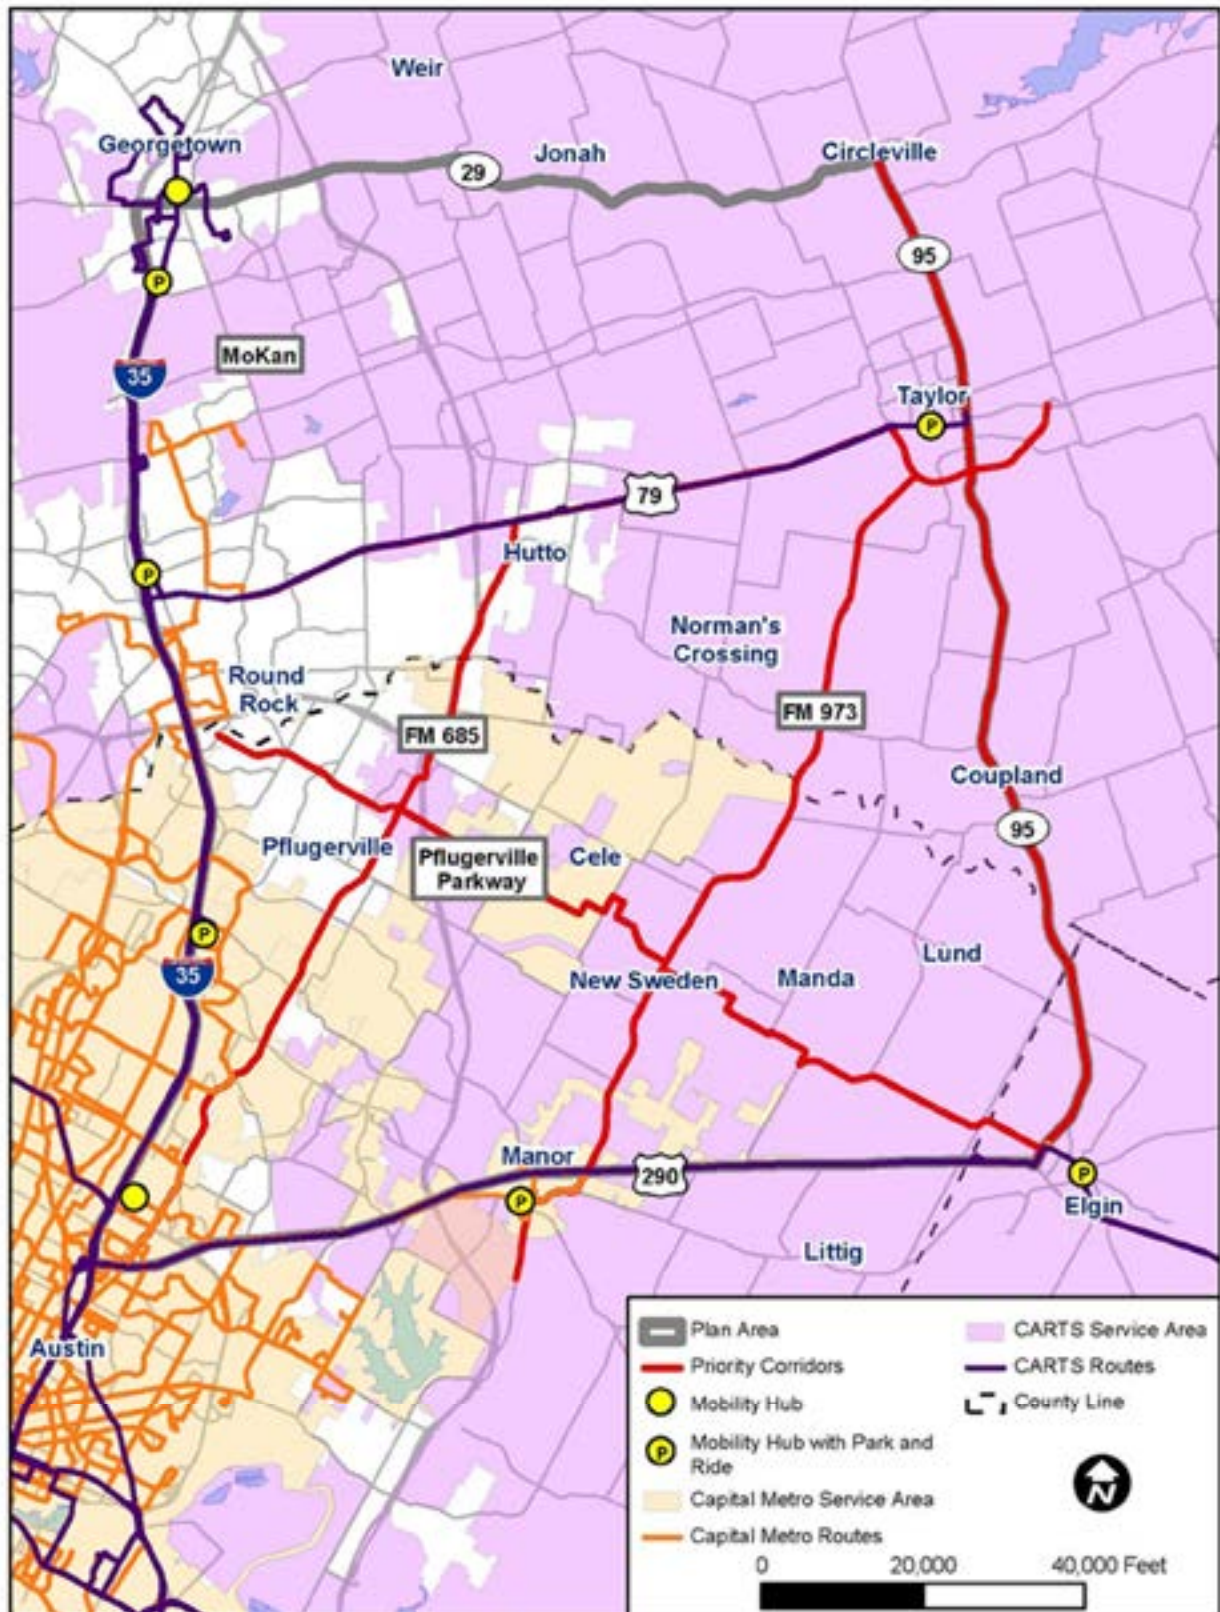 Weir
Georgetown
29
Jonah
Circleville
95
P
35
MoKan
Taylor
P
79
Hutto
P
Norman's
Crossing
Round
Rock
FM 685
FM 973
Coupland
95
Pflugerville
Pflugerville
Parkway
Cele
P
35
New Sweden
Manda
Lund
Manor
290
P
P
Elgin
Littig
Austin
Plan Area
Priority Corridors
Mobility Hub
P
Mobility Hub with Park and
Ride
Capital Metro Service Area
Capital Metro Routes
CARTS Service Area
CARTS Routes
County Line
N
0 20,000 40,000 Feet